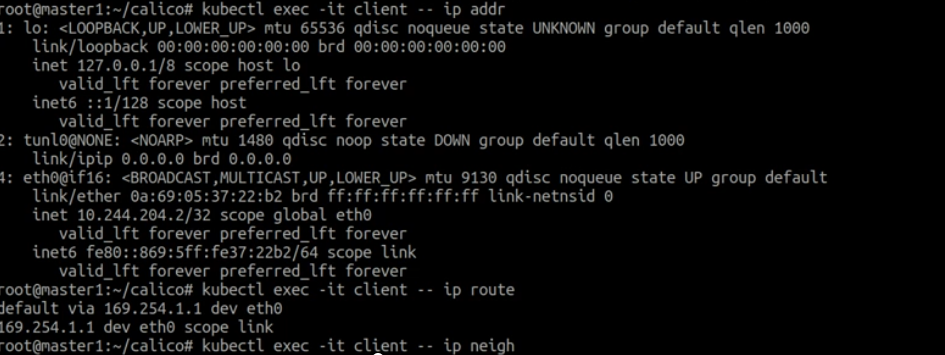 root@master1:~/calico# kubectl exec -it client -- ip addr
1: lo: <LOOPBACK,UP,LOWER_UP> mtu 65536 qdisc noqueue state UNKNOWN group default qlen 1000
    link/loopback 00:00:00:00:00:00 brd 00:00:00:00:00:00
    inet 127.0.0.1/8 scope host lo
       valid_lft forever preferred_lft forever
    inet6 ::1/128 scope host
       valid_lft forever preferred_lft forever
2: tunl0@NONE: <NOARP> mtu 1480 qdisc noop state DOWN group default qlen 1000
    link/ipip 0.0.0.0 brd 0.0.0.0
4: eth0@if16: <BROADCAST,MULTICAST,UP,LOWER_UP> mtu 9130 qdisc noqueue state UP group default
    link/ether 0a:69:05:37:22:b2 brd ff:ff:ff:ff:ff:ff link-netnsid 0
    inet 10.244.204.2/32 scope global eth0
       valid_lft forever preferred_lft forever
    inet6 fe80::869:5ff:fe37:22b2/64 scope link
       valid_lft forever preferred_lft forever
root@master1:~/calico# kubectl exec -it client -- ip route
default via 169.254.1.1 dev eth0
169.254.1.1 dev eth0 scope link
root@master1:~/calico# kubectl exec -it client -- ip neigh